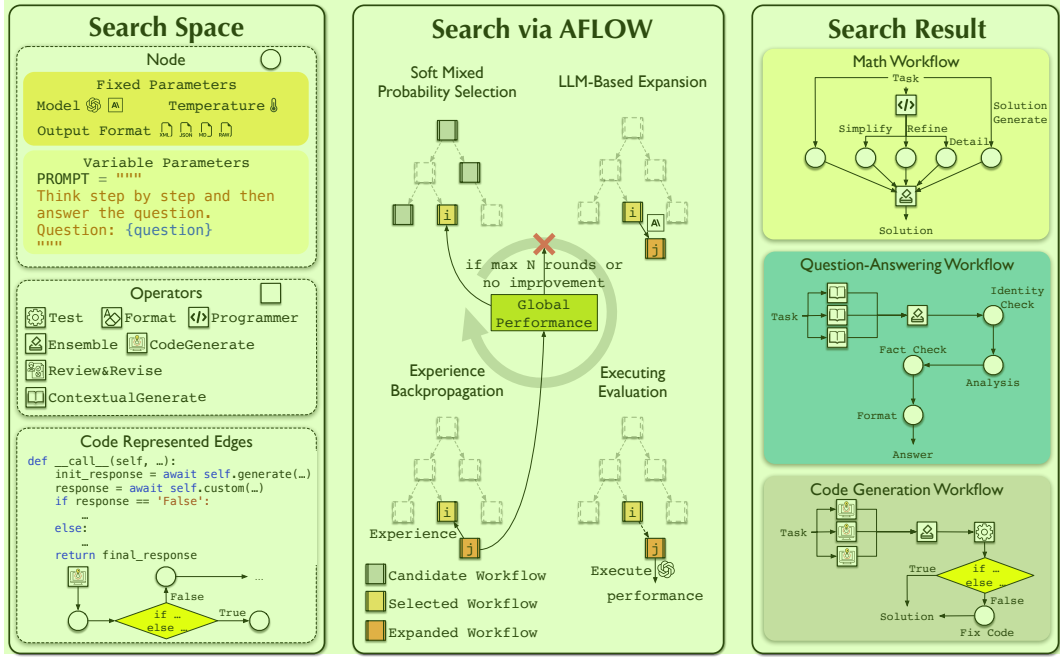 Search Space
Node
Fixed Parameters
Model
Temperature
Output Format
XML
JSON
MD
RAW
Variable Parameters
PROMPT = """
Think step by step and then
answer the question.
Question: {question}
"""
Operators
Test
Format
Programmer
Ensemble
CodeGenerate
Review&Revise
ContextualGenerate
Code Represented Edges
def __call__(self, …):
init_response = await self.generate(…)
response = await self.custom(…)
if response == 'False':
…
else:
…
return final_response
…
False
if …
else …
True
Search via AFLOW
Soft Mixed
Probability Selection
LLM-Based Expansion
i
i
A\
j
if max N rounds or
no improvement
Global
Performance
Experience
Backpropagation
Executing
Evaluation
i
Experience
j
i
j
Execute
performance
Candidate Workflow
Selected Workflow
Expanded Workflow
Search Result
Math Workflow
Task
Solution
Generate
Simplify
Refine
Detail
Solution
Question-Answering Workflow
Identity
Check
Task
Fact Check
Analysis
Format
Answer
Code Generation Workflow
Task
True
if …
else …
False
Solution
Fix Code